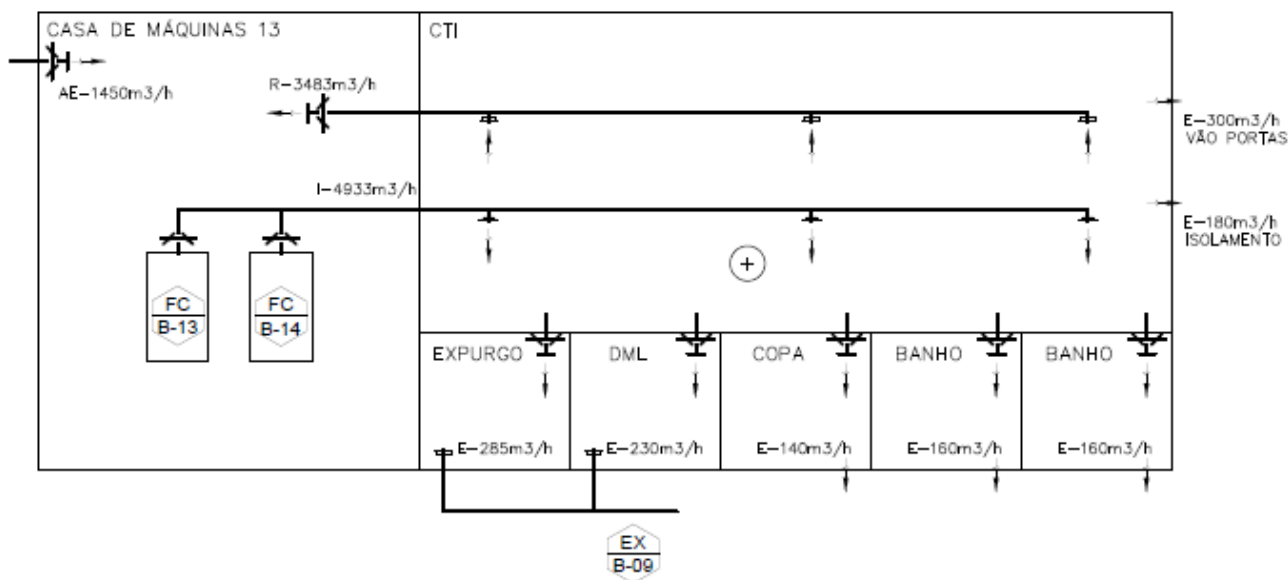 CASA DE MÁQUINAS 13
CTI
AE-1450m3/h
R-3483m3/h
E-300m3/h
VÃO PORTAS
I-4933m3/h
E-180m3/h
ISOLAMENTO
+
FC
B-13
FC
B-14
EXPURGO
DML
COPA
BANHO
BANHO
E-285m3/h
E-230m3/h
E-140m3/h
E-160m3/h
E-160m3/h
EX
B-09